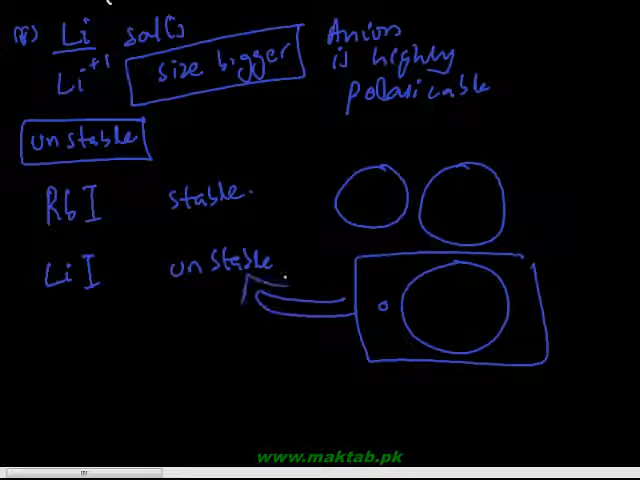 (*) Li salts
Li+1 size bigger
Anion
is highly
polarizable
unstable
RbI stable.
LiI unstable
www.maktab.pk